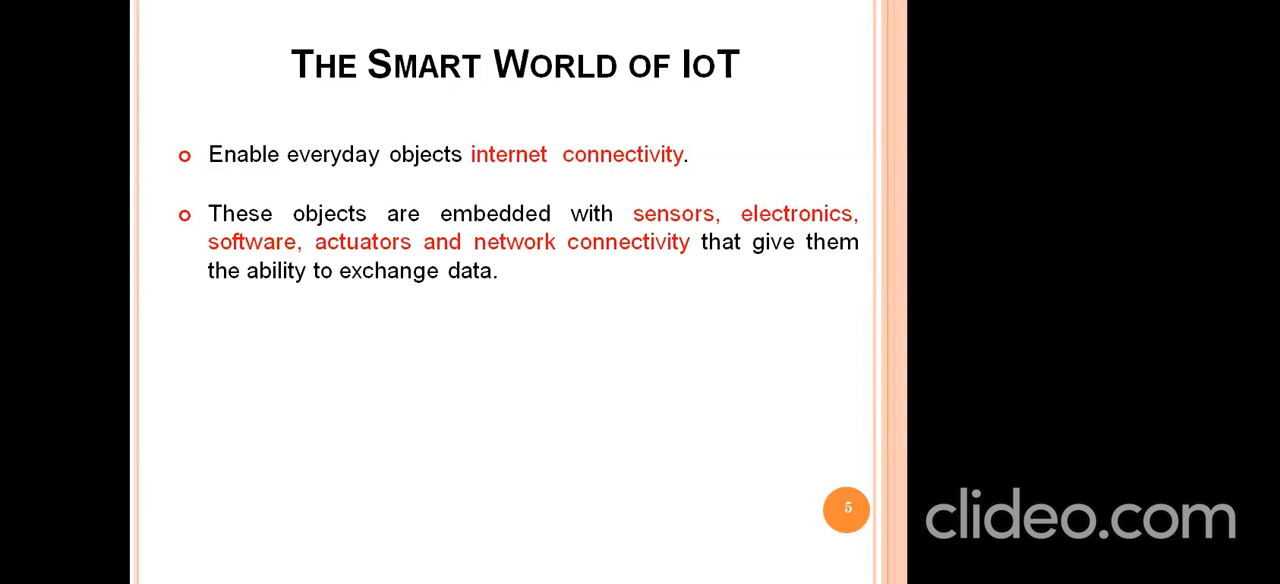 THE SMART WORLD OF IOT
Enable everyday objects internet connectivity.
These objects are embedded with sensors, electronics,
software, actuators and network connectivity that give them
the ability to exchange data.
5
clideo.com